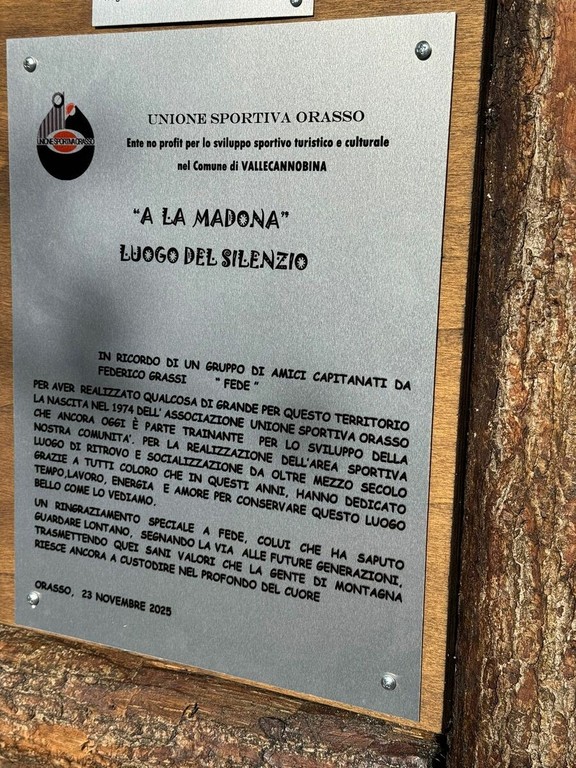 UNIONE SPORTIVA ORASSO
UNIONE SPORTIVA ORASSO
Ente no profit per lo sviluppo sportivo turistico e culturale
nel Comune di VALLECANNOBINA
"A LA MADONA"
LUOGO DEL SILENZIO
IN RICORDO DI UN GRUPPO DI AMICI CAPITANATI DA
FEDERICO GRASSI " FEDE "
PER AVER REALIZZATO QUALCOSA DI GRANDE PER QUESTO TERRITORIO
LA NASCITA NEL 1974 DELL' ASSOCIAZIONE UNIONE SPORTIVA ORASSO
CHE ANCORA OGGI È PARTE TRAINANTE PER LO SVILUPPO DELLA
NOSTRA COMUNITA'. PER LA REALIZZAZIONE DELL'AREA SPORTIVA
LUOGO DI RITROVO E SOCIALIZZAZIONE DA OLTRE MEZZO SECOLO
GRAZIE A TUTTI COLORO CHE IN QUESTI ANNI, HANNO DEDICATO
TEMPO,LAVORO, ENERGIA E AMORE PER CONSERVARE QUESTO LUOGO
BELLO COME LO VEDIAMO.
UN RINGRAZIAMENTO SPECIALE A FEDE, COLUI CHE HA SAPUTO
GUARDARE LONTANO, SEGNANDO LA VIA ALLE FUTURE GENERAZIONI,
TRASMETTENDO QUEI SANI VALORI CHE LA GENTE DI MONTAGNA
RIESCE ANCORA A CUSTODIRE NEL PROFONDO DEL CUORE
ORASSO, 23 NOVEMBRE 2025